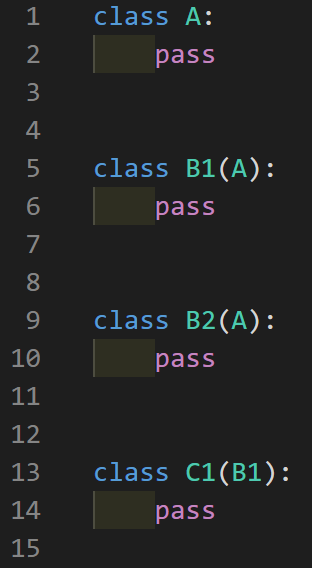 1 class A:
2     pass
3
4
5 class B1(A):
6     pass
7
8
9 class B2(A):
10     pass
11
12
13 class C1(B1):
14     pass
15